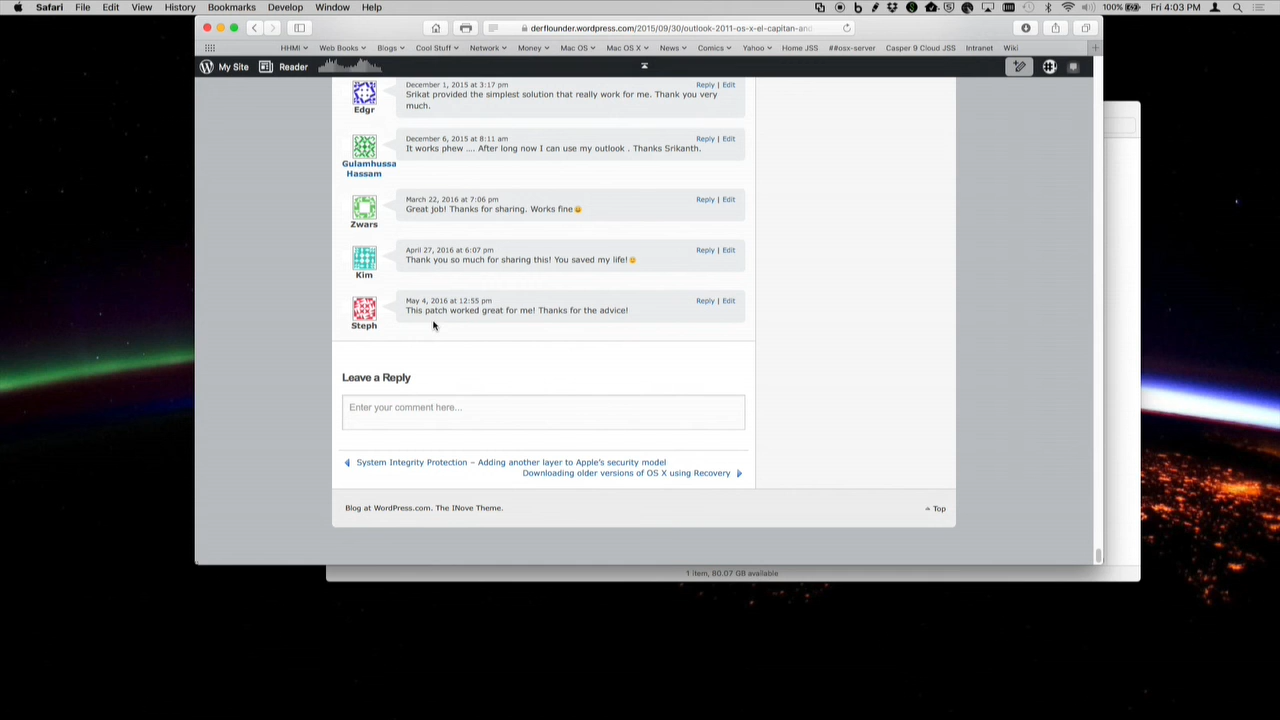 Safari File Edit View History Bookmarks Develop Window Help 100% Fri 4:03 PM
derflounder.wordpress.com/2015/09/30/outlook-2011-os-x-el-capitan-and-
HHMI Web Books Blogs Cool Stuff Network Money Mac OS Mac OS X News Comics Yahoo Home JSS ##osx-server Casper 9 Cloud JSS Intranet Wiki
My Site Reader
December 1, 2015 at 3:17 pm Reply | Edit
Srikat provided the simplest solution that really work for me. Thank you very
much.
Edgr
December 6, 2015 at 8:11 am Reply | Edit
It works phew .... After long now I can use my outlook . Thanks Srikanth.
Gulamhussa
Hassam
March 22, 2016 at 7:06 pm Reply | Edit
Great job! Thanks for sharing. Works fine
Zwars
April 27, 2016 at 6:07 pm Reply | Edit
Thank you so much for sharing this! You saved my life!
Kim
May 4, 2016 at 12:55 pm Reply | Edit
This patch worked great for me! Thanks for the advice!
Steph
Leave a Reply
Enter your comment here...
System Integrity Protection – Adding another layer to Apple's security model
Downloading older versions of OS X using Recovery
Blog at WordPress.com. The INove Theme. Top
1 item, 80.07 GB available